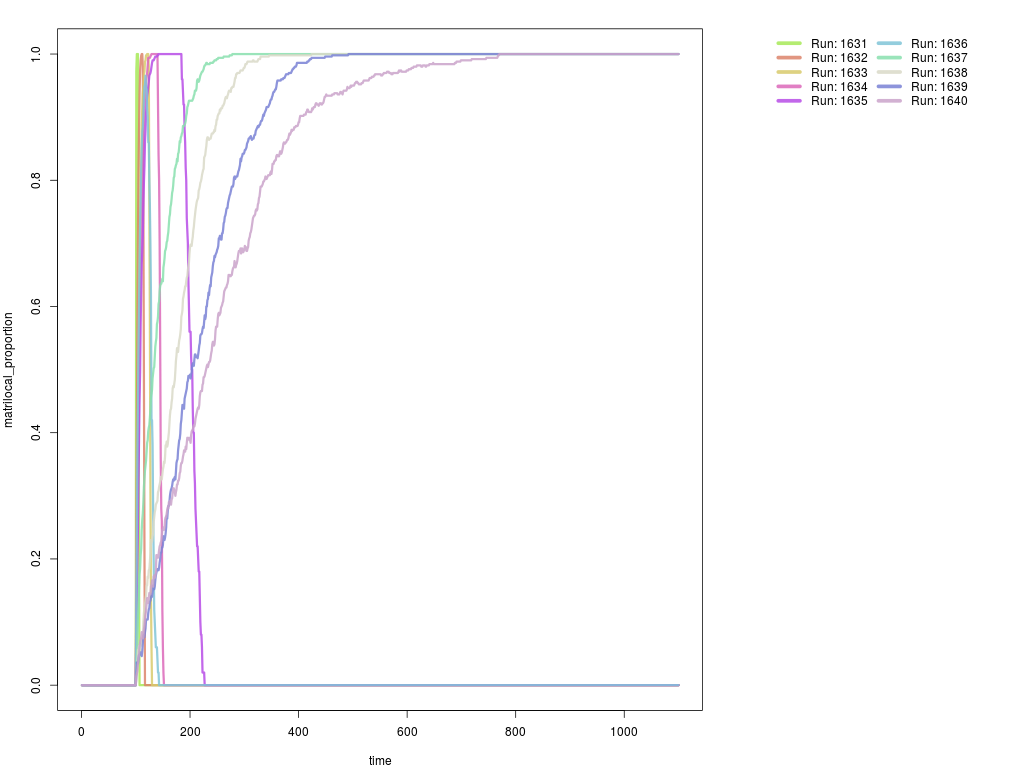 Run: 1631 Run: 1636
Run: 1632 Run: 1637
Run: 1633 Run: 1638
Run: 1634 Run: 1639
Run: 1635 Run: 1640
matrilocal_proportion
1.0
0.8
0.6
0.4
0.2
0.0
0 200 400 600 800 1000
time